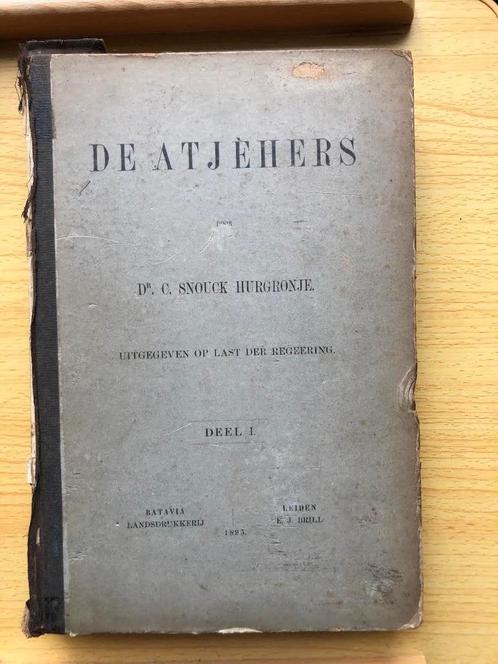 DE ATJÈHERS
DOOR
DR. C. SNOUCK HURGRONJE.
UITGEGEVEN OP LAST DER REGEERING.
DEEL I.
BATAVIA
LANDSDRUKKERIJ
LEIDEN
E. J. BRILL
1893.